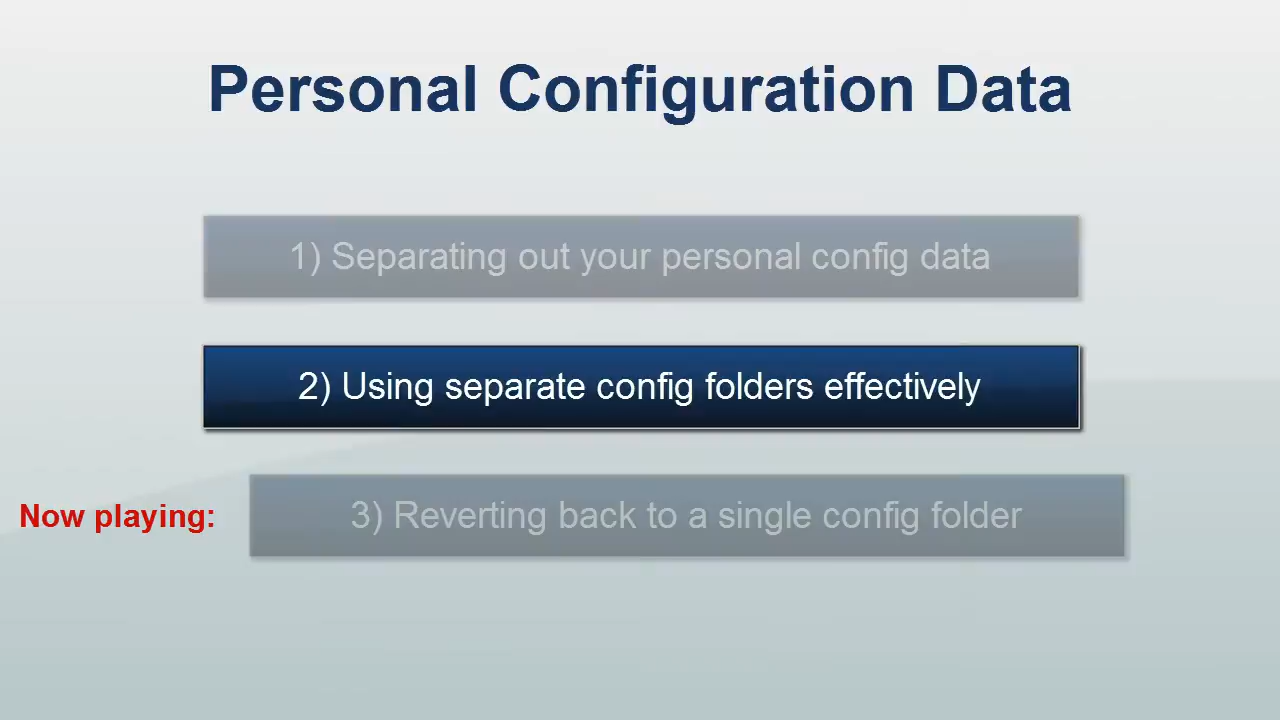 Personal Configuration Data
1) Separating out your personal config data
2) Using separate config folders effectively
Now playing: 3) Reverting back to a single config folder